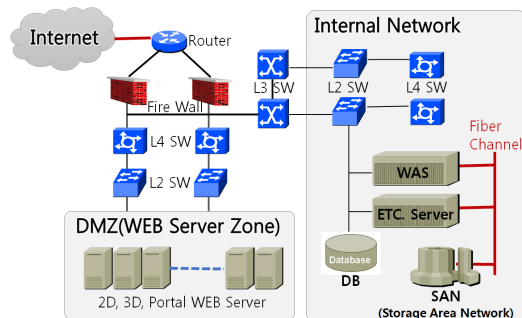 Internet
Router
Internal Network
L3 SW
L2 SW
L4 SW
Fire Wall
L4 SW
L2 SW
Fiber
Channel
WAS
ETC. Server
DMZ(WEB Server Zone)
Database
DB
2D, 3D, Portal WEB Server
SAN
(Storage Area Network)